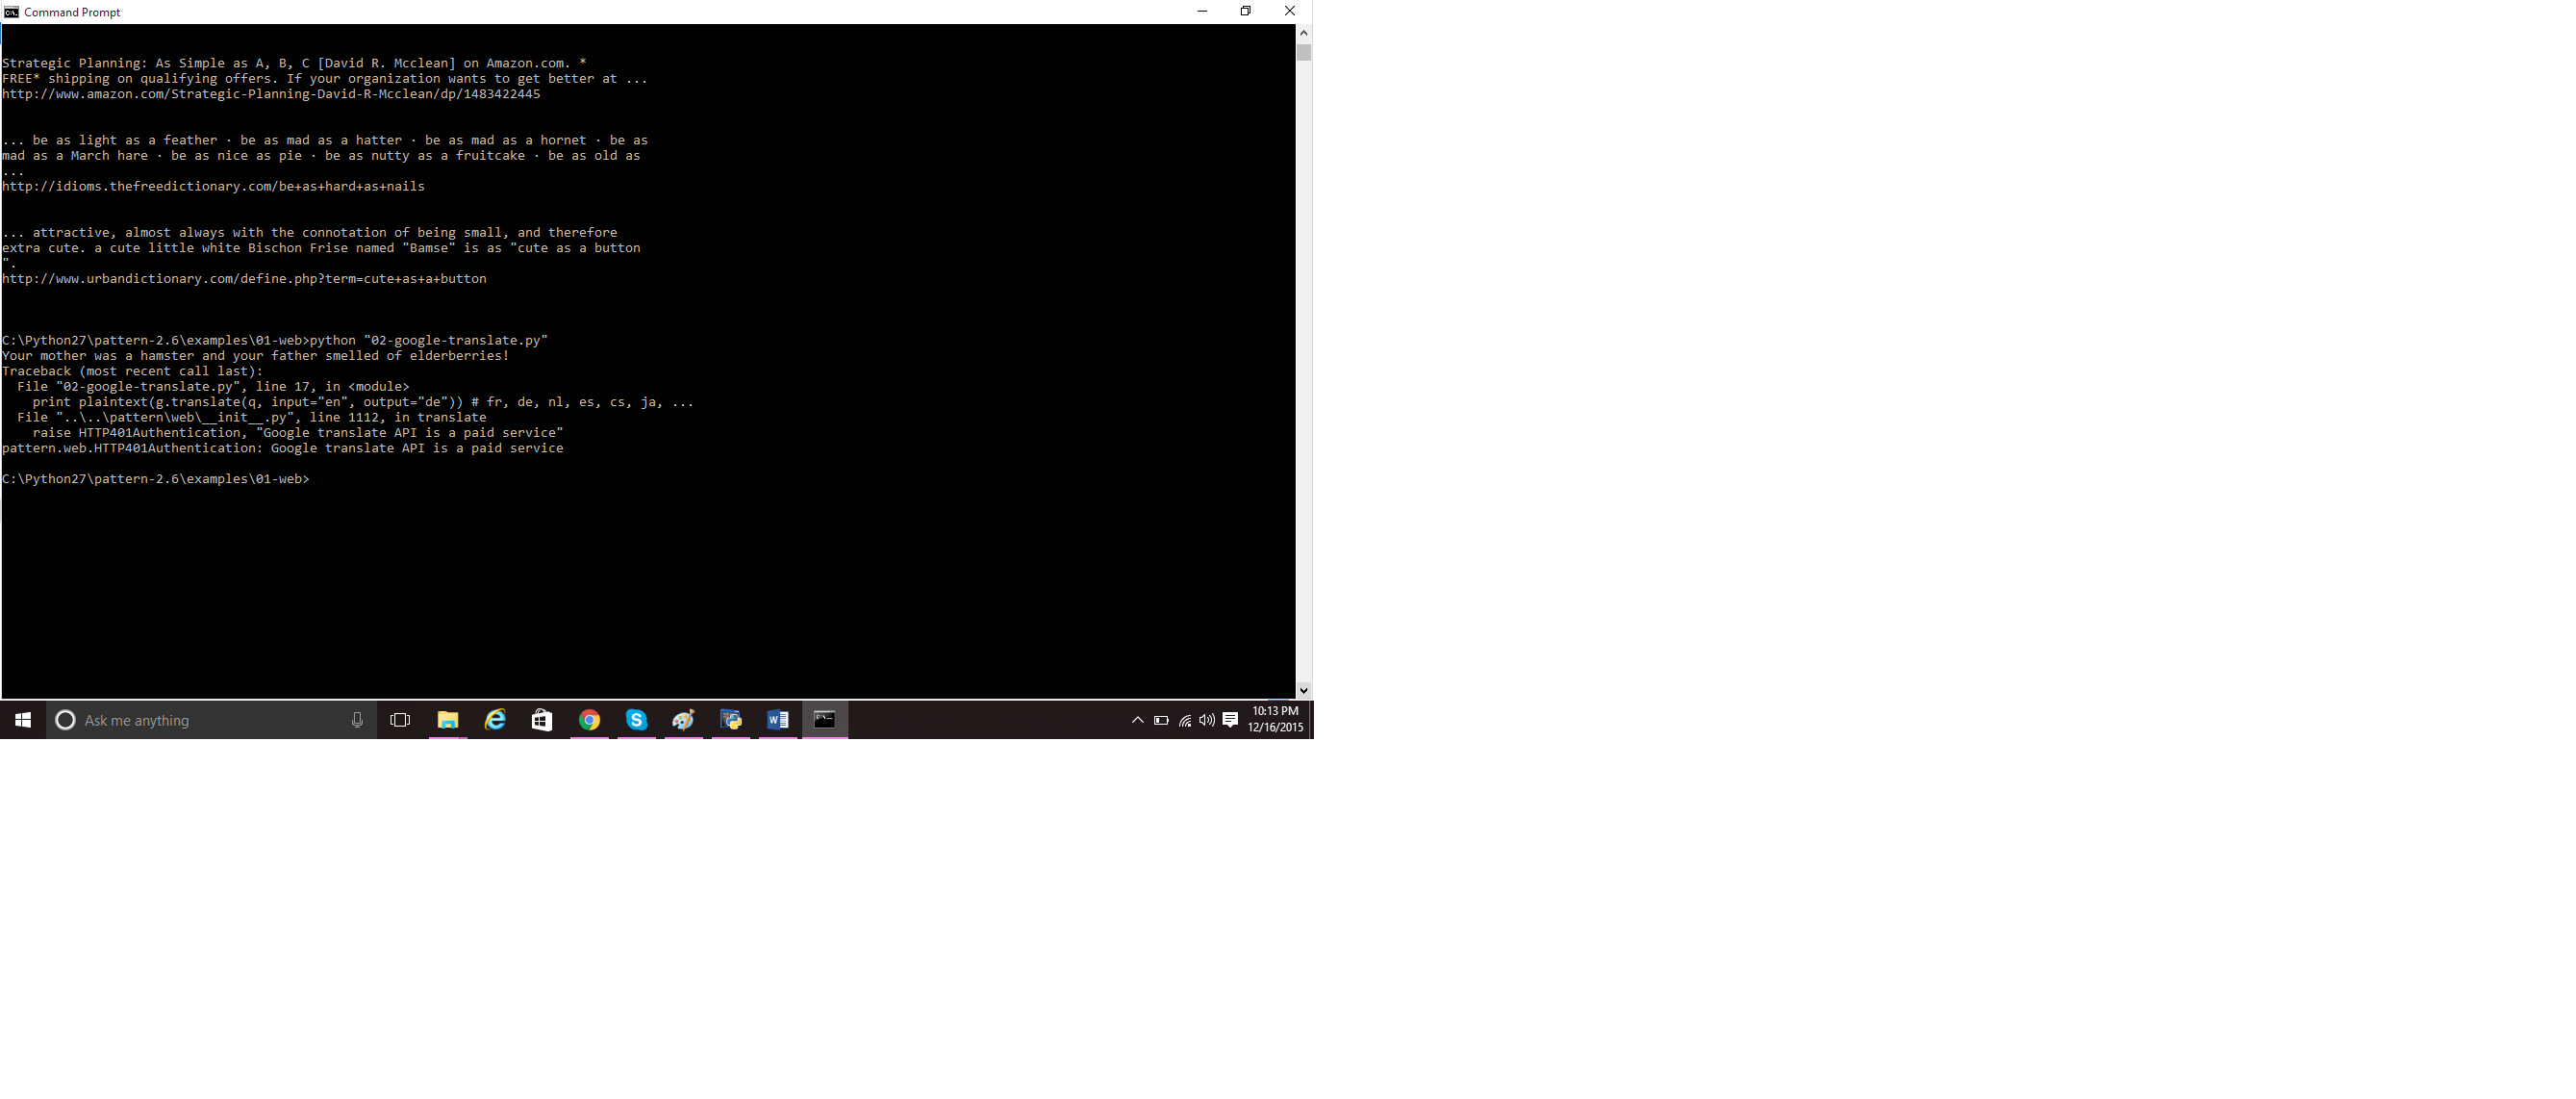 Command Prompt
Strategic Planning: As Simple as A, B, C [David R. Mcclean] on Amazon.com. *
FREE* shipping on qualifying offers. If your organization wants to get better at ...
http://www.amazon.com/Strategic-Planning-David-R-Mcclean/dp/1483422445
... be as light as a feather · be as mad as a hatter · be as mad as a hornet · be as
mad as a March hare · be as nice as pie · be as nutty as a fruitcake · be as old as
...
http://idioms.thefreedictionary.com/be+as+hard+as+nails
... attractive, almost always with the connotation of being small, and therefore
extra cute. a cute little white Bischon Frise named "Bamse" is as "cute as a button
".
http://www.urbandictionary.com/define.php?term=cute+as+a+button
C:\Python27\pattern-2.6\examples\01-web>python "02-google-translate.py"
Your mother was a hamster and your father smelled of elderberries!
Traceback (most recent call last):
  File "02-google-translate.py", line 17, in <module>
    print plaintext(g.translate(q, input="en", output="de")) # fr, de, nl, es, cs, ja, ...
  File "..\..\pattern\web\__init__.py", line 1112, in translate
    raise HTTP401Authentication, "Google translate API is a paid service"
pattern.web.HTTP401Authentication: Google translate API is a paid service
C:\Python27\pattern-2.6\examples\01-web>
Ask me anything
10:13 PM
12/16/2015